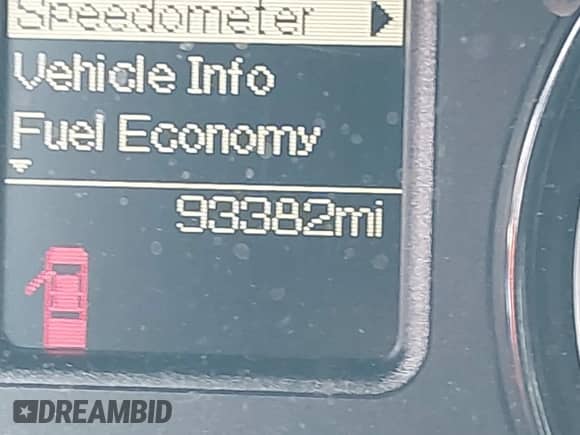 Speedometer
Vehicle Info
Fuel Economy
93382mi
DREAMBID